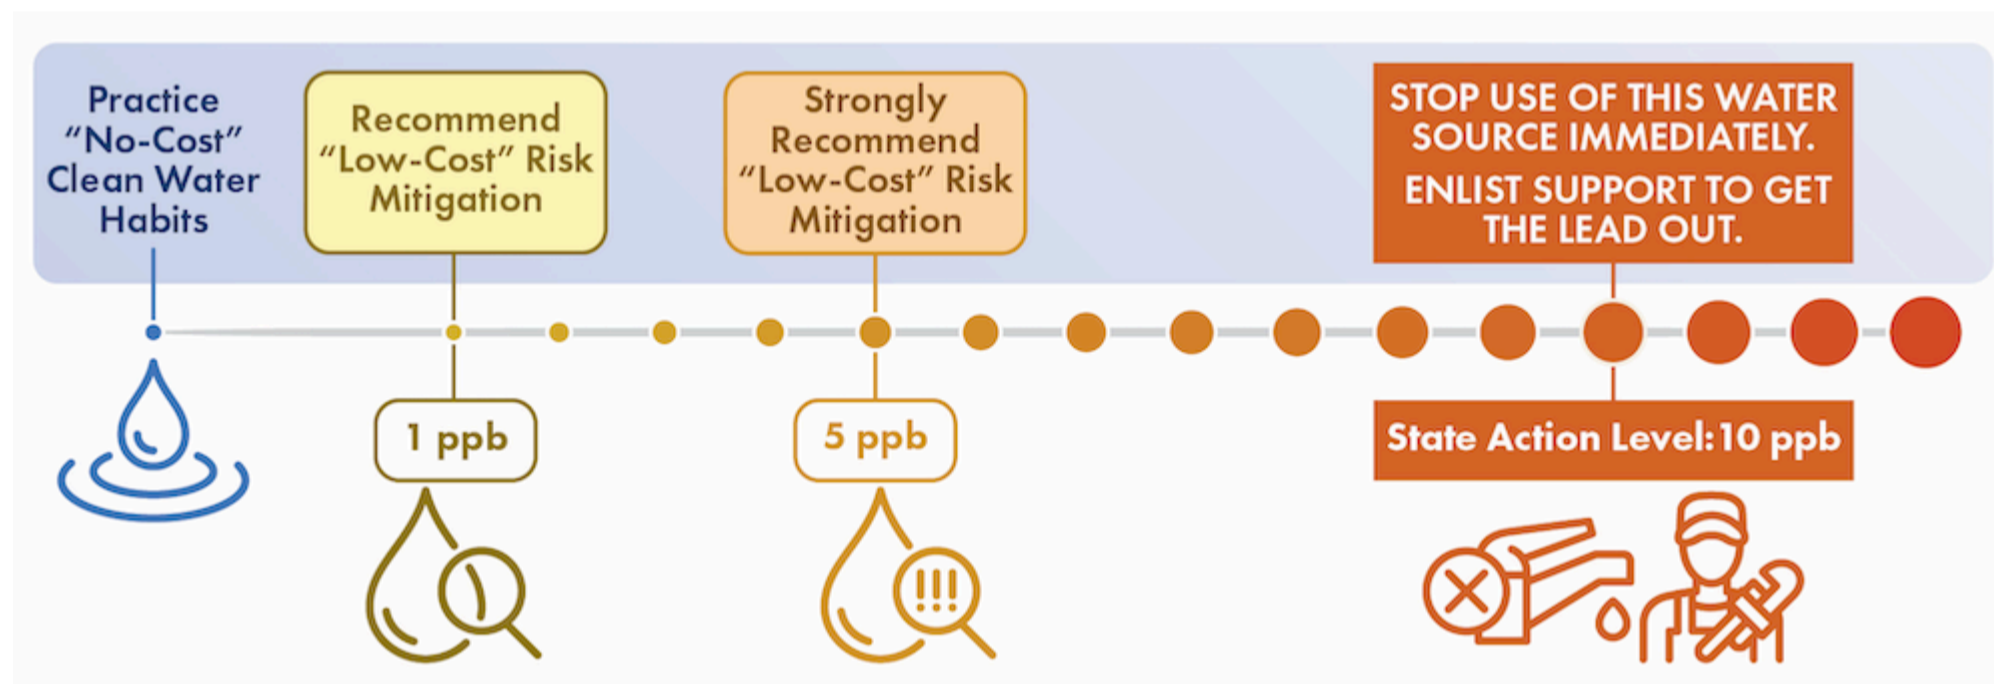 Practice
“No-Cost”
Clean Water
Habits
Recommend
“Low-Cost” Risk
Mitigation
Strongly
Recommend
“Low-Cost” Risk
Mitigation
STOP USE OF THIS WATER
SOURCE IMMEDIATELY.
ENLIST SUPPORT TO GET
THE LEAD OUT.
1 ppb
5 ppb
State Action Level:10 ppb
!!!